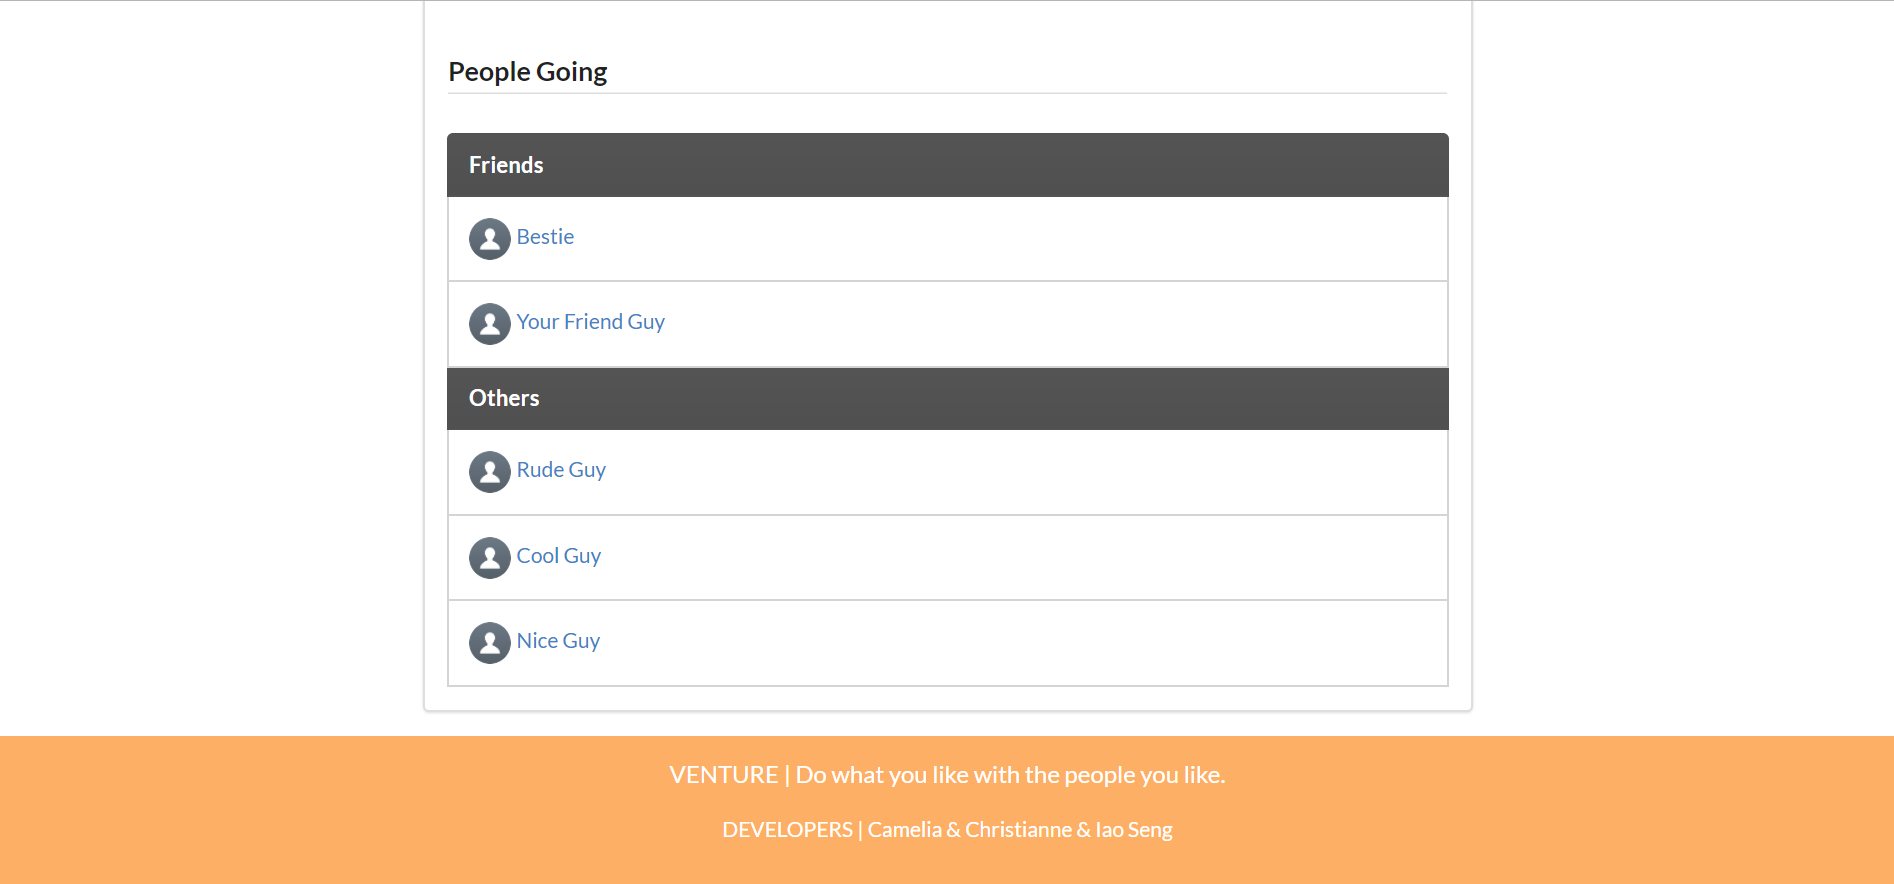 People Going
Friends
Bestie
Your Friend Guy
Others
Rude Guy
Cool Guy
Nice Guy
VENTURE | Do what you like with the people you like.
DEVELOPERS | Camelia & Christianne & Iao Seng